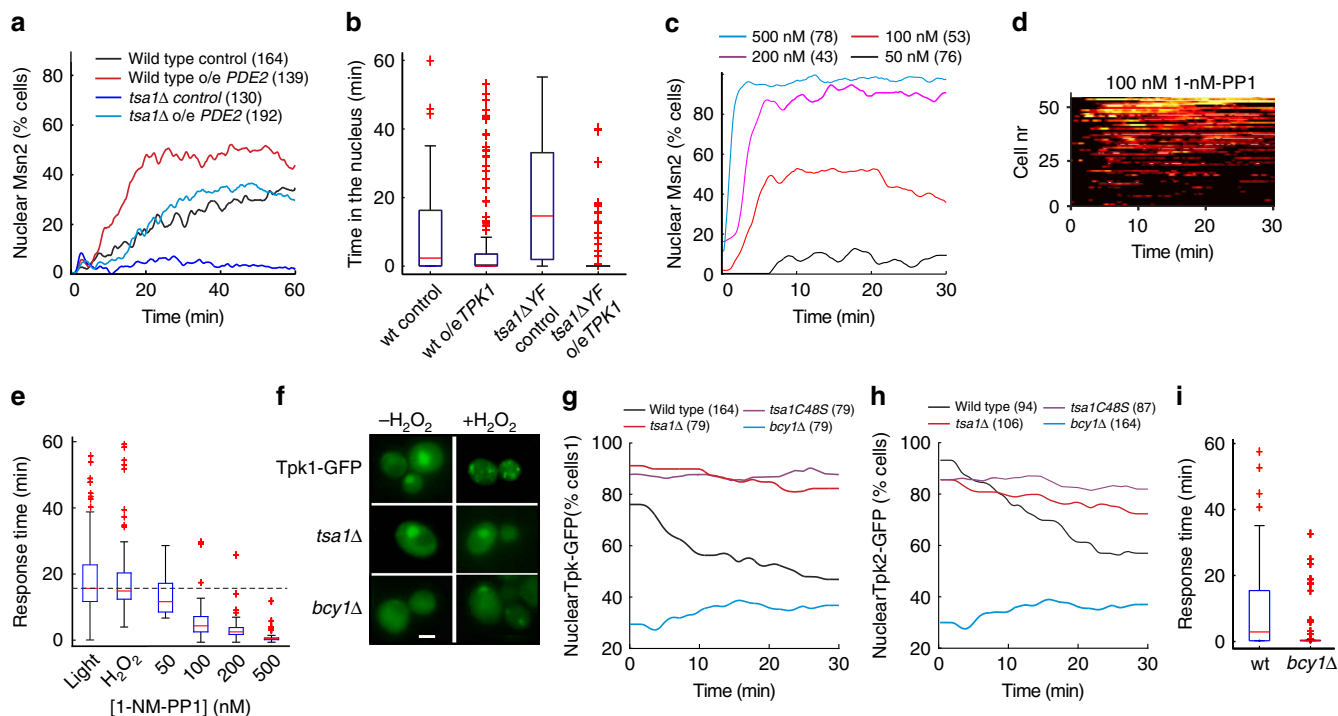 a
Wild type control (164)
Wild type o/e PDE2 (139)
tsa1Δ control (130)
tsa1Δ o/e PDE2 (192)
Nuclear Msn2 (% cells)
80
60
40
20
0
0
20
40
60
Time (min)
b
Time in the nucleus (min)
60
40
20
0
wt control
wt o/e TPK1
tsa1ΔYF control
tsa1ΔYF o/e TPK1
c
500 nM (78)
100 nM (53)
200 nM (43)
50 nM (76)
Nuclear Msn2 (% cells)
80
60
40
20
0
0
10
20
30
Time (min)
d
100 nM 1-nM-PP1
Cell nr
50
25
0
0
10
20
30
Time (min)
e
Response time (min)
60
40
20
0
Light
H2O2
50
100
200
500
[1-NM-PP1] (nM)
f
–H2O2
+H2O2
Tpk1-GFP
tsa1Δ
bcy1Δ
g
Wild type (164)
tsa1C48S (79)
tsa1Δ (79)
bcy1Δ (79)
NuclearTpk-GFP(% cells1)
100
80
60
40
20
0
10
20
30
Time (min)
h
Wild type (94)
tsa1C48S (87)
tsa1Δ (106)
bcy1Δ (164)
NuclearTpk2-GFP (% cells)
100
80
60
40
20
0
10
20
30
Time (min)
i
Response time (min)
60
40
20
0
wt
bcy1Δ